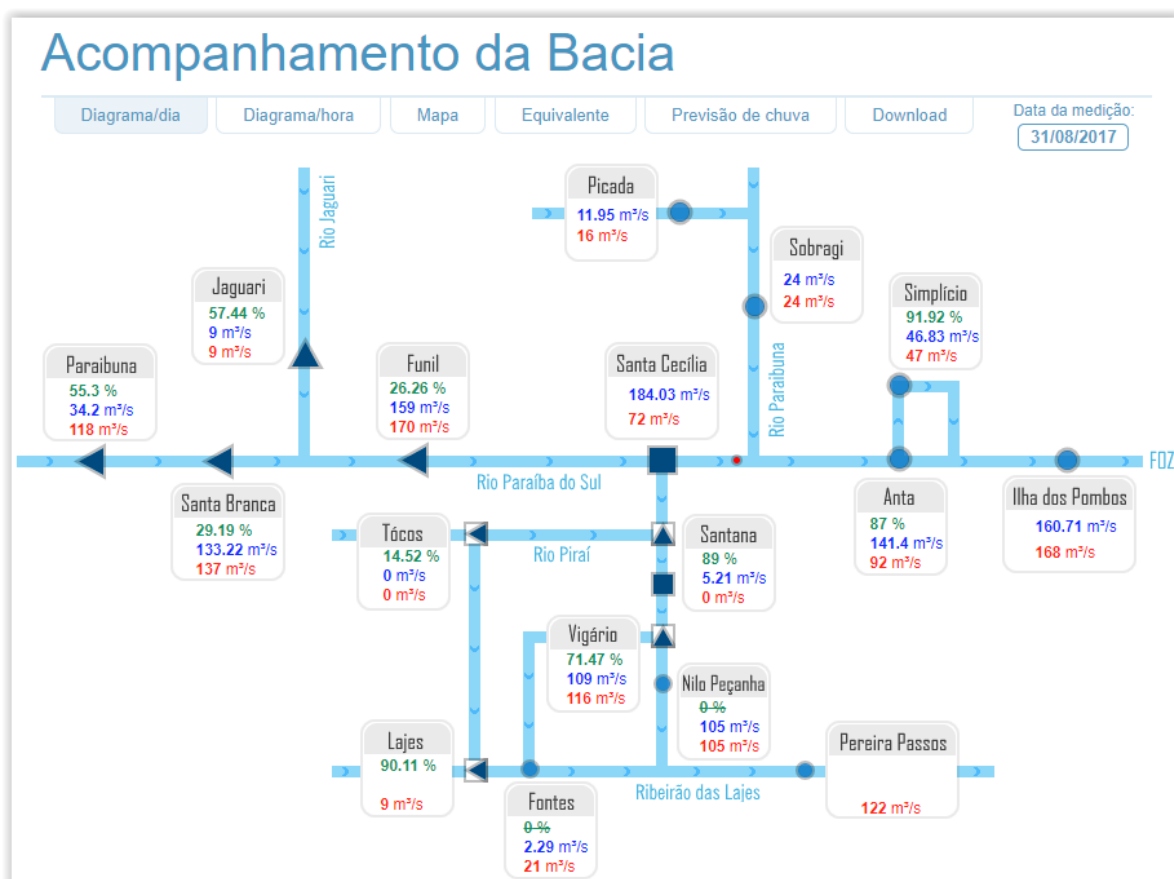 Acompanhamento da Bacia
Diagrama/dia
Diagrama/hora
Mapa
Equivalente
Previsão de chuva
Download
Data da medição:
31/08/2017
Rio Jaguari
Picada
11.95 m³/s
16 m³/s
Sobragi
24 m³/s
24 m³/s
Jaguari
57.44 %
9 m³/s
9 m³/s
Simplício
91.92 %
46.83 m³/s
47 m³/s
Paraibuna
55.3 %
34.2 m³/s
118 m³/s
Funil
26.26 %
159 m³/s
170 m³/s
Santa Cecília
184.03 m³/s
72 m³/s
Rio Paraibuna
Rio Paraíba do Sul
FOZ
Santa Branca
29.19 %
133.22 m³/s
137 m³/s
Tócos
14.52 %
0 m³/s
0 m³/s
Rio Piraí
Santana
89 %
5.21 m³/s
0 m³/s
Anta
87 %
141.4 m³/s
92 m³/s
Ilha dos Pombos
160.71 m³/s
168 m³/s
Vigário
71.47 %
109 m³/s
116 m³/s
Nilo Peçanha
0 %
105 m³/s
105 m³/s
Lajes
90.11 %
9 m³/s
Pereira Passos
122 m³/s
Ribeirão das Lajes
Fontes
0 %
2.29 m³/s
21 m³/s